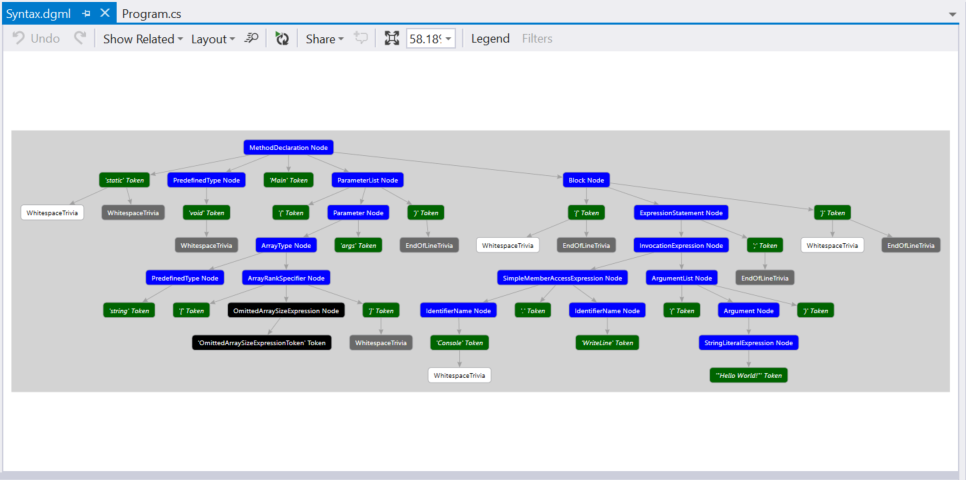 Syntax.dgml Program.cs
Undo Show Related Layout Share 58.18% Legend Filters
MethodDeclaration Node
'static' Token PredefinedType Node 'Main' Token ParameterList Node Block Node
WhitespaceTrivia WhitespaceTrivia 'void' Token '(' Token Parameter Node ')' Token '{' Token ExpressionStatement Node '}' Token
WhitespaceTrivia ArrayType Node 'args' Token EndOfLineTrivia WhitespaceTrivia EndOfLineTrivia InvocationExpression Node ';' Token WhitespaceTrivia EndOfLineTrivia
PredefinedType Node ArrayRankSpecifier Node SimpleMemberAccessExpression Node ArgumentList Node EndOfLineTrivia
'string' Token '[' Token OmittedArraySizeExpression Node ']' Token IdentifierName Node '.' Token IdentifierName Node '(' Token Argument Node ')' Token
'OmittedArraySizeExpressionToken' Token WhitespaceTrivia 'Console' Token 'WriteLine' Token StringLiteralExpression Node
WhitespaceTrivia '"Hello World!"' Token